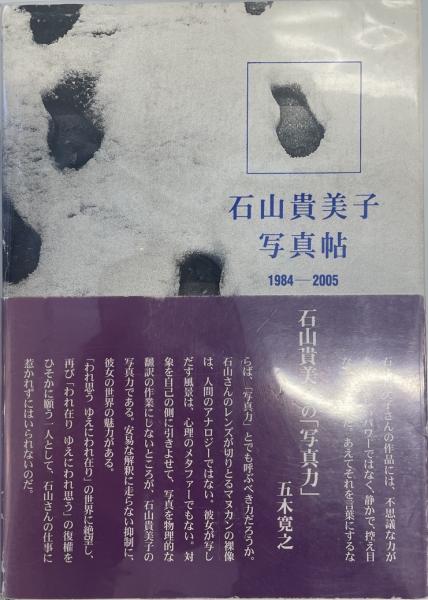 石山貴美子
写真帖
1984—2005
石山貴美子の「写真力」
五木寛之
石山貴美子さんの作品には、不思議な力が
パワーではなく、静かで、控え目
あえてそれを言葉にするな
らば、「写真力」とでも呼ぶべき力だろうか。
石山さんのレンズが切りとるマヌカンの裸像
は、人間のアナロジーではない。彼女が写し
だす風景は、心理のメタファーでもない。対
象を自己の側に引きよせて、写真を物理的な
翻訳の作業にしないところが、石山貴美子の
写真力である。安易な解釈に走らない抑制に、
彼女の世界の魅力がある。
「われ思う ゆえにわれ在り」の世界に絶望し、
再び「われ在り ゆえにわれ思う」の復権を
ひそかに願う一人として、石山さんの仕事に
惹かれずにはいられないのだ。